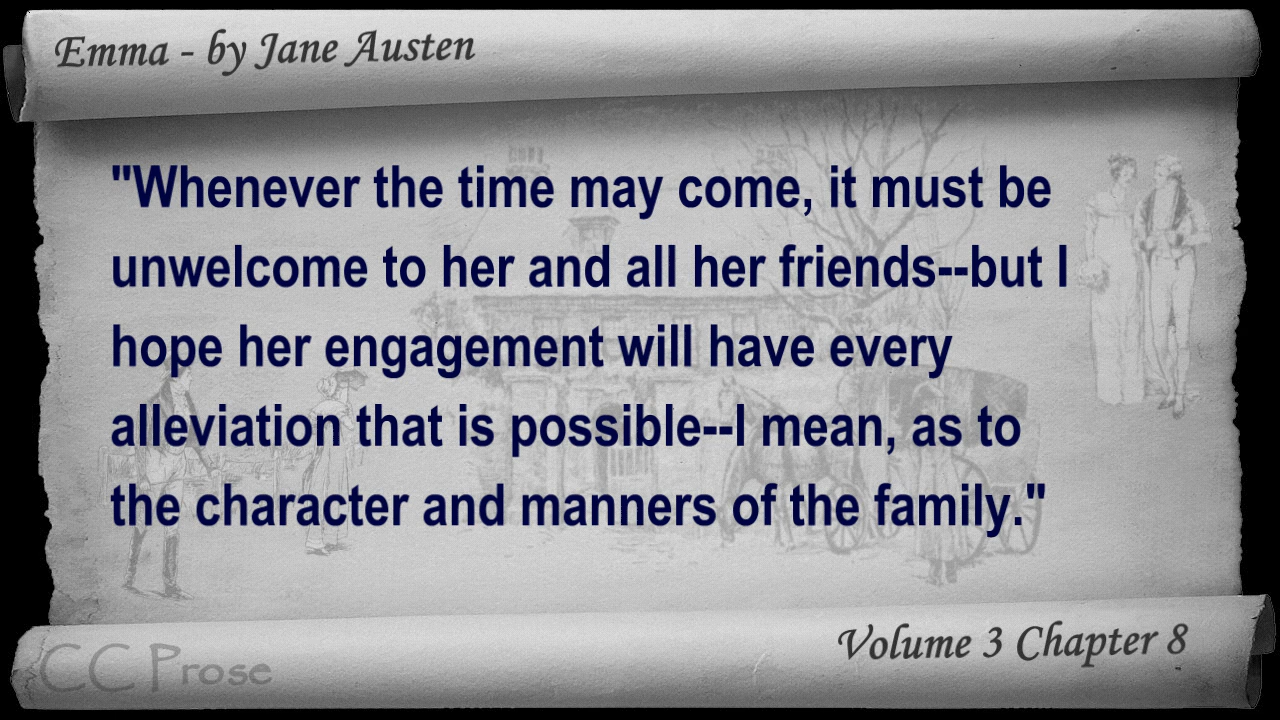 Emma - by Jane Austen
"Whenever the time may come, it must be
unwelcome to her and all her friends--but I
hope her engagement will have every
alleviation that is possible--I mean, as to
the character and manners of the family."
Volume 3 Chapter 8
CC Prose